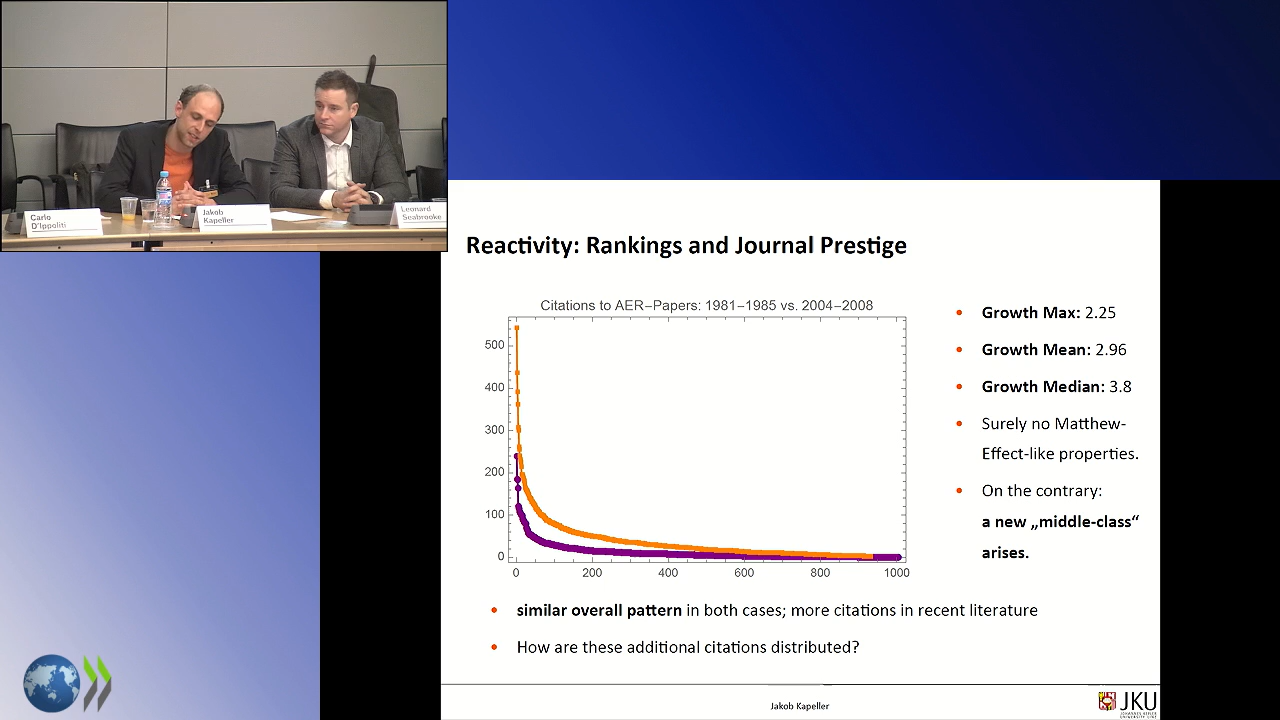 Carlo
D'Ippoliti
Jakob
Kapeller
Leonard
Seabrooke
Reactivity: Rankings and Journal Prestige
Citations to AER–Papers: 1981–1985 vs. 2004–2008
500
400
300
200
100
0
0 200 400 600 800 1000
• Growth Max: 2.25
• Growth Mean: 2.96
• Growth Median: 3.8
• Surely no Matthew-
Effect-like properties.
• On the contrary:
a new „middle-class“
arises.
• similar overall pattern in both cases; more citations in recent literature
• How are these additional citations distributed?
Jakob Kapeller
JKU